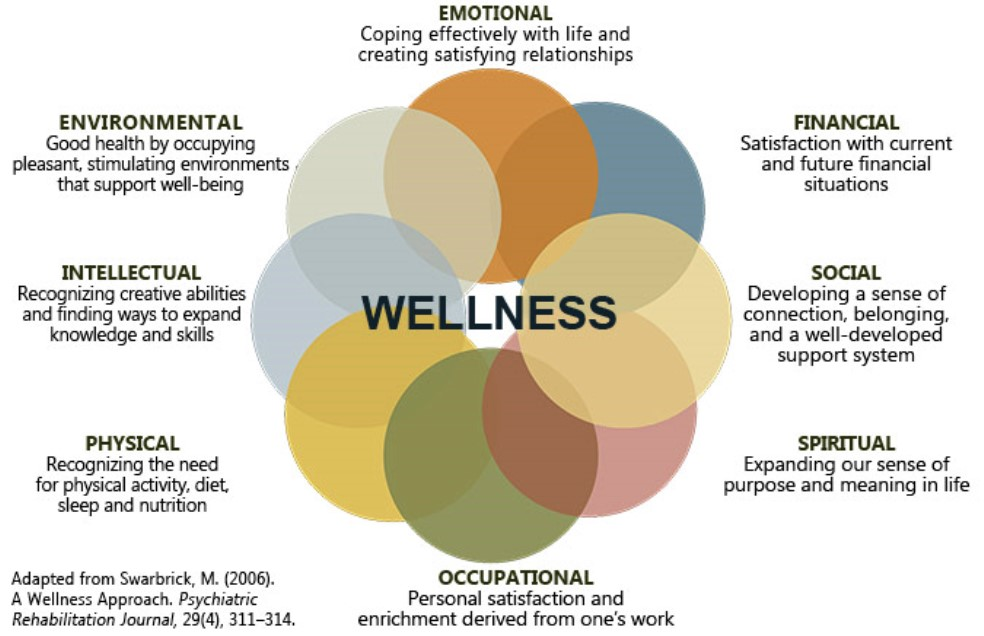 EMOTIONAL
Coping effectively with life and
creating satisfying relationships
ENVIRONMENTAL
Good health by occupying
pleasant, stimulating environments
that support well-being
FINANCIAL
Satisfaction with current
and future financial
situations
INTELLECTUAL
Recognizing creative abilities
and finding ways to expand
knowledge and skills
WELLNESS
SOCIAL
Developing a sense of
connection, belonging,
and a well-developed
support system
PHYSICAL
Recognizing the need
for physical activity, diet,
sleep and nutrition
SPIRITUAL
Expanding our sense of
purpose and meaning in life
OCCUPATIONAL
Personal satisfaction and
enrichment derived from one’s work
Adapted from Swarbrick, M. (2006).
A Wellness Approach. Psychiatric
Rehabilitation Journal, 29(4), 311–314.